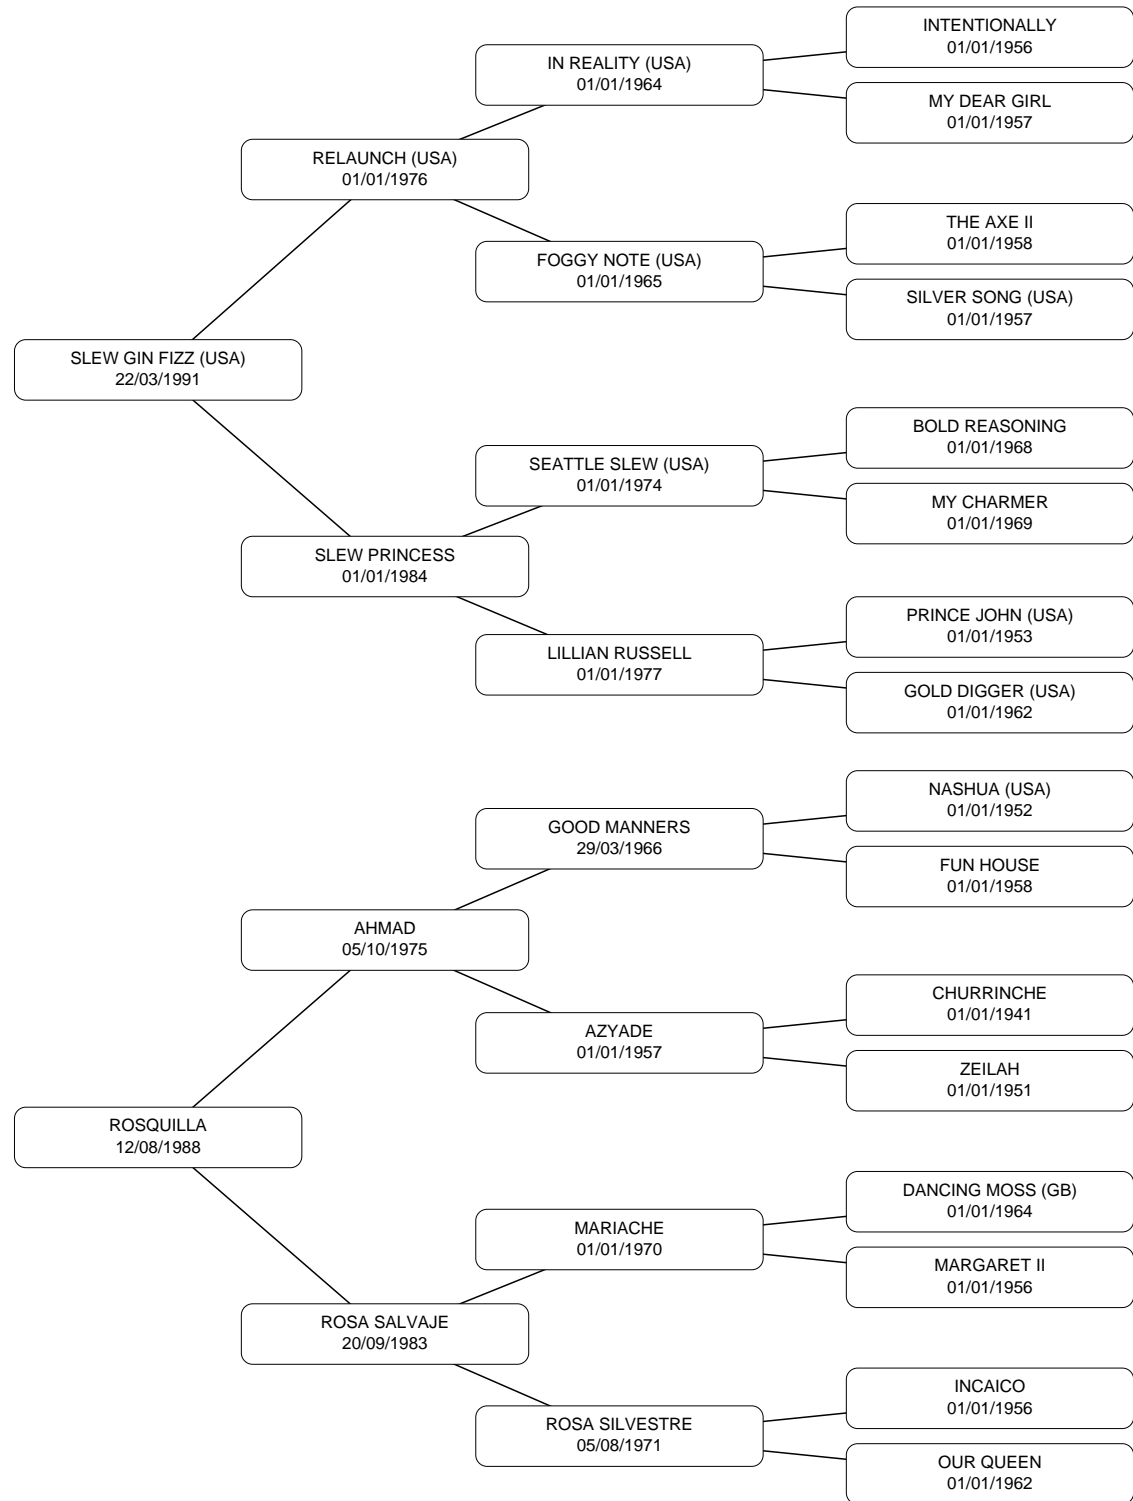 INTENTIONALLY
01/01/1956
IN REALITY (USA)
01/01/1964
MY DEAR GIRL
01/01/1957
RELAUNCH (USA)
01/01/1976
THE AXE II
01/01/1958
FOGGY NOTE (USA)
01/01/1965
SILVER SONG (USA)
01/01/1957
SLEW GIN FIZZ (USA)
22/03/1991
BOLD REASONING
01/01/1968
SEATTLE SLEW (USA)
01/01/1974
MY CHARMER
01/01/1969
SLEW PRINCESS
01/01/1984
PRINCE JOHN (USA)
01/01/1953
LILLIAN RUSSELL
01/01/1977
GOLD DIGGER (USA)
01/01/1962
NASHUA (USA)
01/01/1952
GOOD MANNERS
29/03/1966
FUN HOUSE
01/01/1958
AHMAD
05/10/1975
CHURRINCHE
01/01/1941
AZYADE
01/01/1957
ZEILAH
01/01/1951
ROSQUILLA
12/08/1988
DANCING MOSS (GB)
01/01/1964
MARIACHE
01/01/1970
MARGARET II
01/01/1956
ROSA SALVAJE
20/09/1983
INCAICO
01/01/1956
ROSA SILVESTRE
05/08/1971
OUR QUEEN
01/01/1962